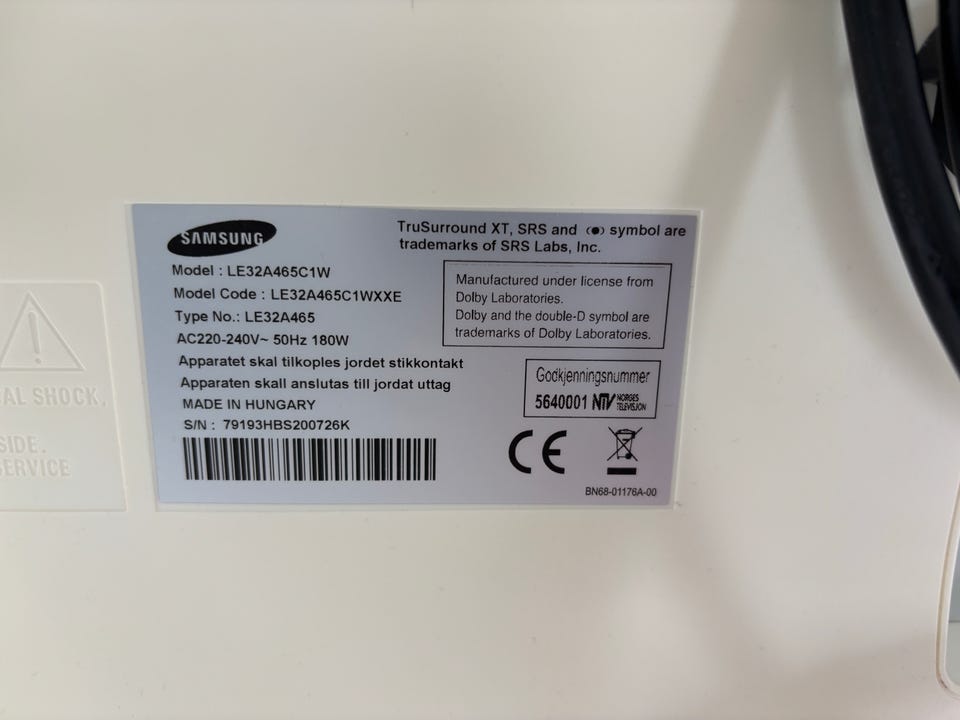 SAMSUNG
Model : LE32A465C1W
Model Code : LE32A465C1WXXE
Type No.: LE32A465
AC220-240V~ 50Hz 180W
Apparatet skal tilkoples jordet stikkontakt
Apparaten skall anslutas till jordat uttag
MADE IN HUNGARY
S/N : 79193HBS200726K
TruSurround XT, SRS and (●) symbol are
trademarks of SRS Labs, Inc.
Manufactured under license from
Dolby Laboratories.
Dolby and the double-D symbol are
trademarks of Dolby Laboratories.
Godkjenningsnummer
5640001 NTV NORGES
TELEVISJON
CE
BN68-01176A-00
AL SHOCK.
SIDE.
SERVICE